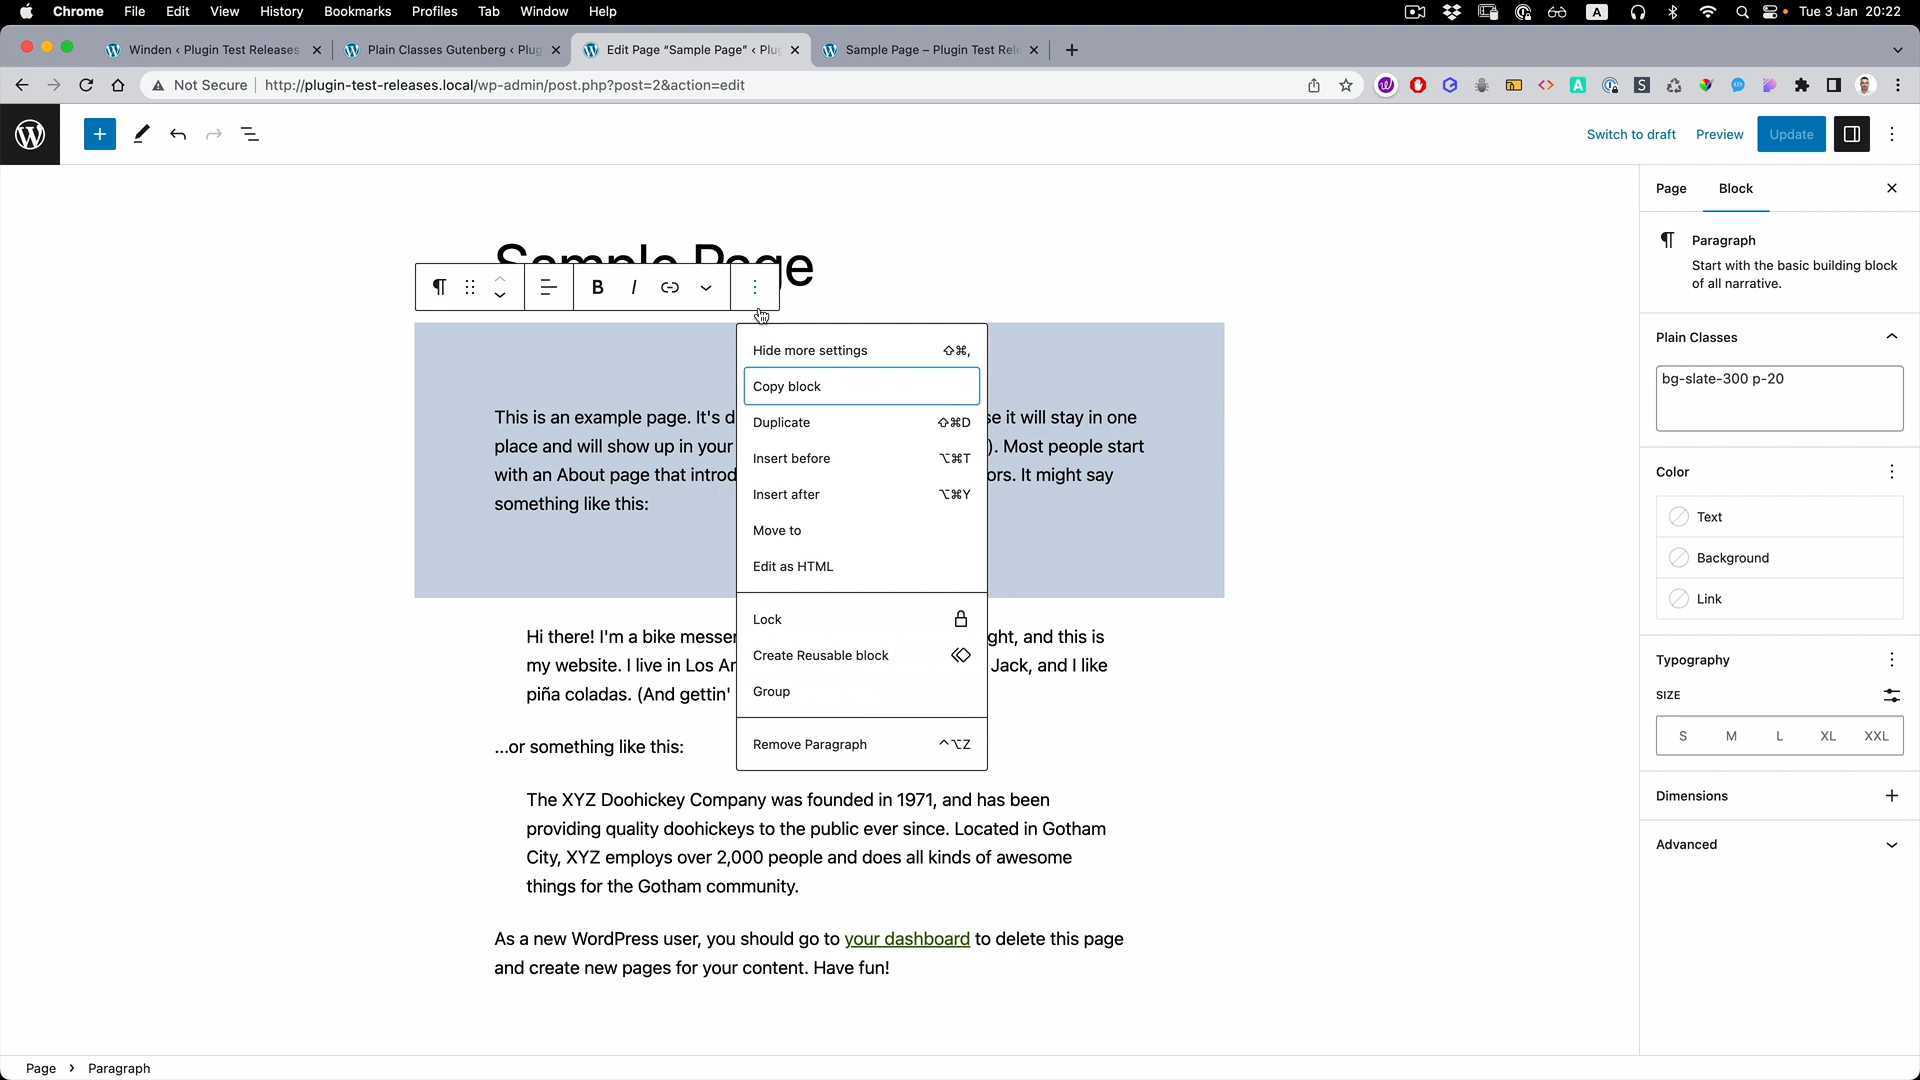 Chrome File Edit View History Bookmarks Profiles Tab Window Help
A
Tue 3 Jan 20:22
Winden ‹ Plugin Test Releases
Plain Classes Gutenberg ‹ Plug
Edit Page “Sample Page” ‹ Plug
Sample Page – Plugin Test Rele
Not Secure
http://plugin-test-releases.local/wp-admin/post.php?post=2&action=edit
Switch to draft
Preview
Update
Page
Block
Paragraph
Start with the basic building block
of all narrative.
Plain Classes
bg-slate-300 p-20
Color
Text
Background
Link
Typography
SIZE
S M L XL XXL
Dimensions
Advanced
Sample Page
B I
Hide more settings ⇧⌘,
Copy block
Duplicate ⇧⌘D
Insert before ⌥⌘T
Insert after ⌥⌘Y
Move to
Edit as HTML
Lock
Create Reusable block
Group
Remove Paragraph ^⌥Z
This is an example page. It's d
se it will stay in one
place and will show up in your
). Most people start
with an About page that introd
ors. It might say
something like this:
Hi there! I'm a bike messer
ght, and this is
my website. I live in Los Ar
Jack, and I like
piña coladas. (And gettin'
...or something like this:
The XYZ Doohickey Company was founded in 1971, and has been
providing quality doohickeys to the public ever since. Located in Gotham
City, XYZ employs over 2,000 people and does all kinds of awesome
things for the Gotham community.
As a new WordPress user, you should go to your dashboard to delete this page
and create new pages for your content. Have fun!
Page › Paragraph